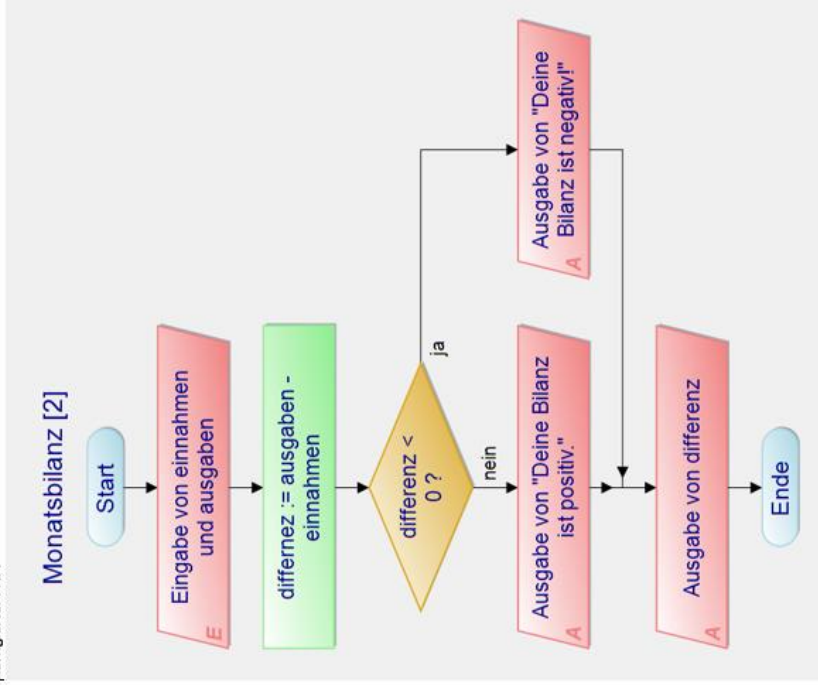 Monatsbilanz [2]
Start
Eingabe von einnahmen
und ausgaben
E
differnez := ausgaben -
einnahmen
differenz <
0 ?
ja
nein
Ausgabe von "Deine Bilanz
ist positiv."
A
Ausgabe von "Deine
Bilanz ist negativ!"
A
Ausgabe von differenz
A
Ende